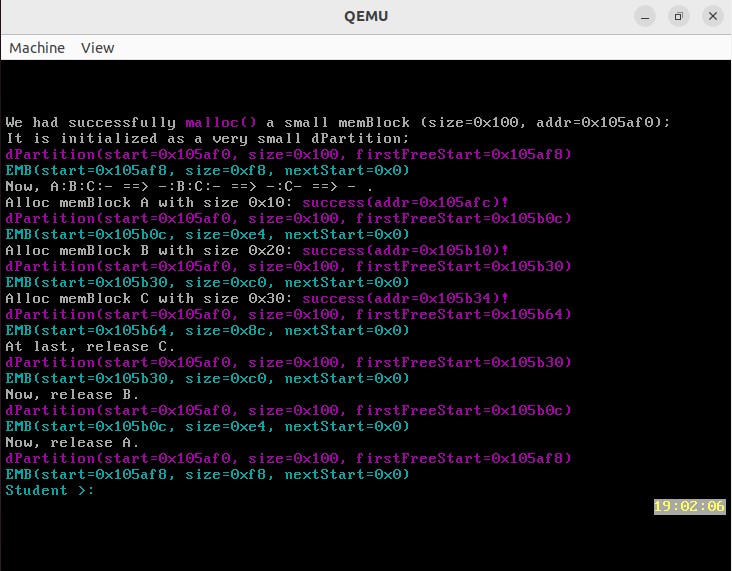 QEMU
Machine View
We had successfully malloc() a small memBlock (size=0x100, addr=0x105af0);
It is initialized as a very small dPartition;
dPartition(start=0x105af0, size=0x100, firstFreeStart=0x105af8)
EMB(start=0x105af8, size=0xf8, nextStart=0x0)
Now, A:B:C:- ==> -:B:C:- ==> -:C- ==> - .
Alloc memBlock A with size 0x10: success(addr=0x105afc)!
dPartition(start=0x105af0, size=0x100, firstFreeStart=0x105b0c)
EMB(start=0x105b0c, size=0xe4, nextStart=0x0)
Alloc memBlock B with size 0x20: success(addr=0x105b10)!
dPartition(start=0x105af0, size=0x100, firstFreeStart=0x105b30)
EMB(start=0x105b30, size=0xc0, nextStart=0x0)
Alloc memBlock C with size 0x30: success(addr=0x105b34)!
dPartition(start=0x105af0, size=0x100, firstFreeStart=0x105b64)
EMB(start=0x105b64, size=0x8c, nextStart=0x0)
At last, release C.
dPartition(start=0x105af0, size=0x100, firstFreeStart=0x105b30)
EMB(start=0x105b30, size=0xc0, nextStart=0x0)
Now, release B.
dPartition(start=0x105af0, size=0x100, firstFreeStart=0x105b0c)
EMB(start=0x105b0c, size=0xe4, nextStart=0x0)
Now, release A.
dPartition(start=0x105af0, size=0x100, firstFreeStart=0x105af8)
EMB(start=0x105af8, size=0xf8, nextStart=0x0)
Student >:
19:02:06